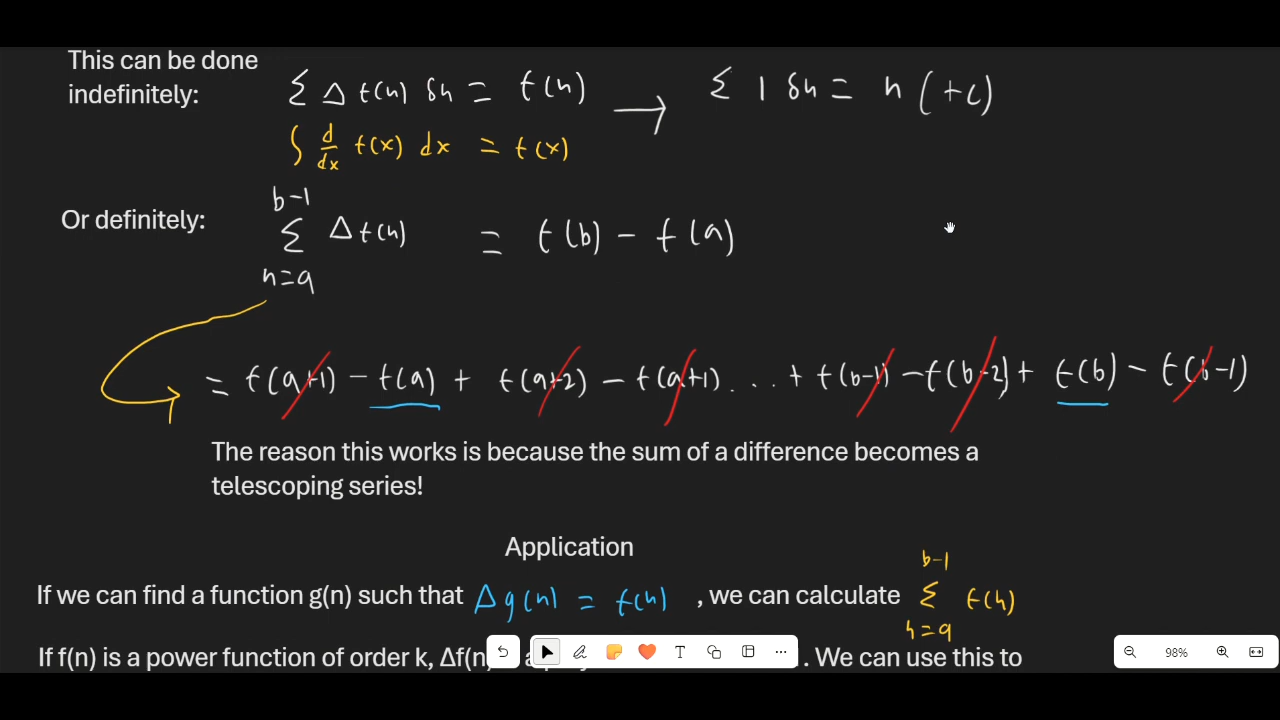 This can be done
indefinitely:
Σ Δ f(n) δn = f(n) → Σ 1 δn = n (+c)
∫ d/dx f(x) dx = f(x)
Or definitely:
b-1
Σ Δ f(n) = f(b) - f(a)
n=a
= f(a+1) - f(a) + f(a+2) - f(a+1) ... + f(b-1) - f(b-2) + f(b) - f(b-1)
The reason this works is because the sum of a difference becomes a
telescoping series!
Application
If we can find a function g(n) such that Δg(n) = f(n) , we can calculate
b-1
Σ f(n)
n=a
If f(n) is a power function of order k, Δf(n) . We can use this to
98%